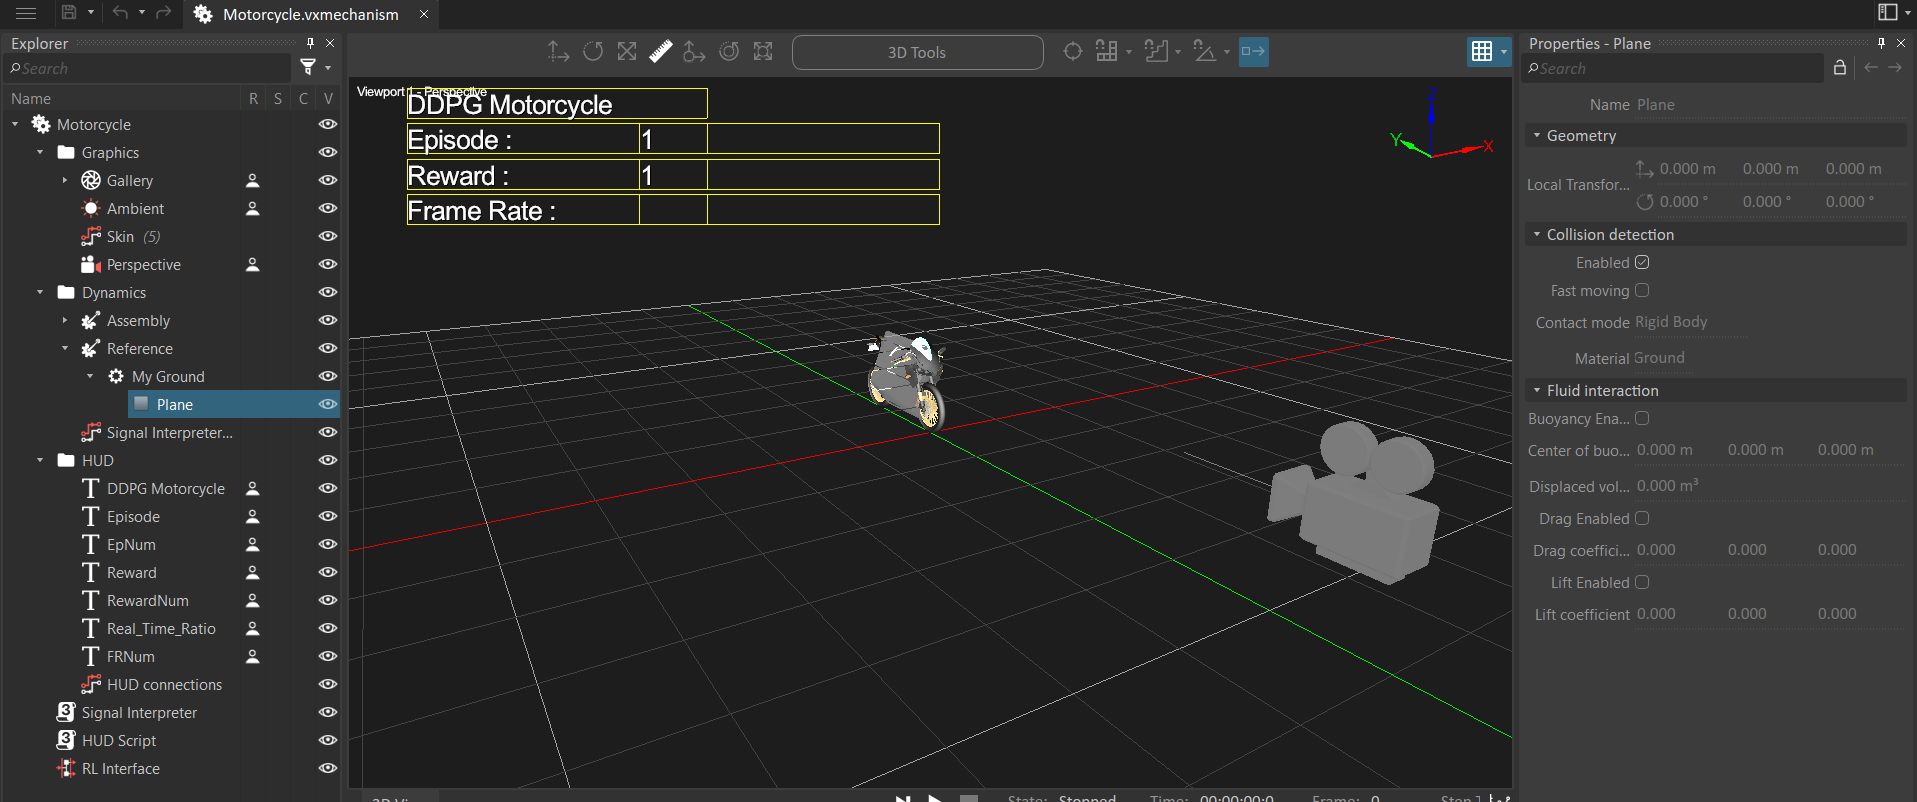 Motorcycle.vxmechanism
Explorer
Search
Name R S C V
Motorcycle
Graphics
Gallery
Ambient
Skin (5)
Perspective
Dynamics
Assembly
Reference
My Ground
Plane
Signal Interpreter...
HUD
DDPG Motorcycle
Episode
EpNum
Reward
RewardNum
Real_Time_Ratio
FRNum
HUD connections
Signal Interpreter
HUD Script
RL Interface
3D Tools
Viewport 1 - Perspective
DDPG Motorcycle
Episode : 1
Reward : 1
Frame Rate :
Z
Y
X
State: Stopped Time: 00:00:00:0 Frame: 0
Properties - Plane
Search
Name Plane
Geometry
Local Transfor...
0.000 m 0.000 m 0.000 m
0.000 ° 0.000 ° 0.000 °
Collision detection
Enabled
Fast moving
Contact mode Rigid Body
Material Ground
Fluid interaction
Buoyancy Ena...
Center of buo... 0.000 m 0.000 m 0.000 m
Displaced vol... 0.000 m³
Drag Enabled
Drag coeffici... 0.000 0.000 0.000
Lift Enabled
Lift coefficient 0.000 0.000 0.000